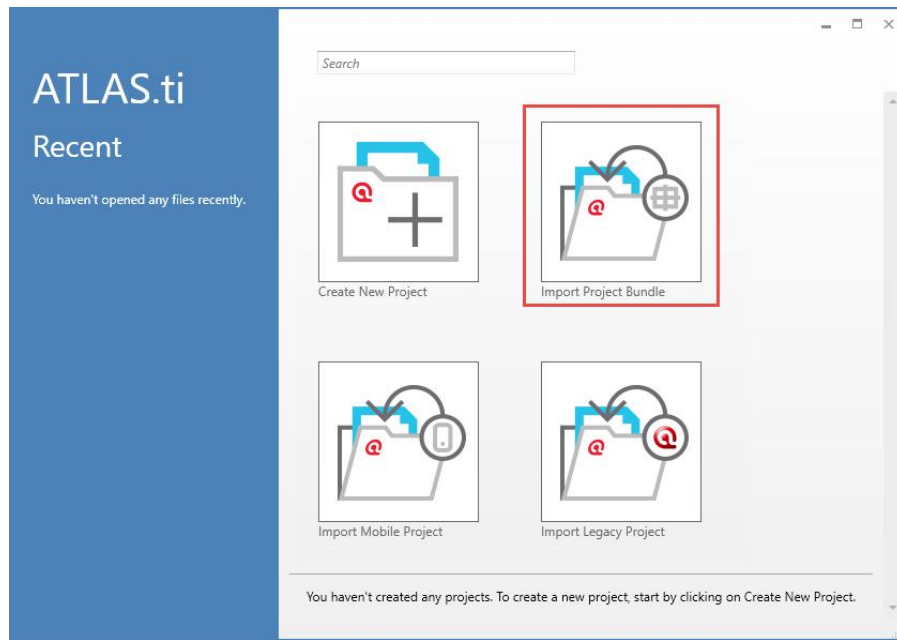 ATLAS.ti
Recent
You haven't opened any files recently.
Search
Create New Project
Import Project Bundle
Import Mobile Project
Import Legacy Project
You haven't created any projects. To create a new project, start by clicking on Create New Project.